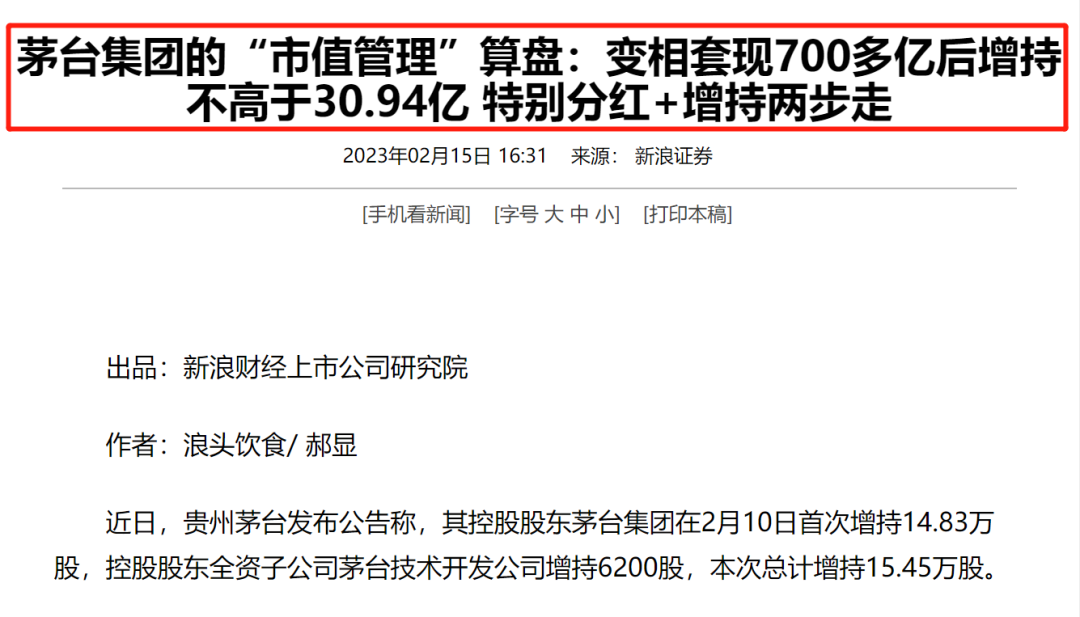 茅台集团的“市值管理”算盘：变相套现700多亿后增持
不高于30.94亿 特别分红+增持两步走
2023年02月15日 16:31 来源： 新浪证券
[手机看新闻] [字号 大 中 小] [打印本稿]
出品：新浪财经上市公司研究院
作者：浪头饮食/ 郝显
近日，贵州茅台发布公告称，其控股股东茅台集团在2月10日首次增持14.83万
股，控股股东全资子公司茅台技术开发公司增持6200股，本次总计增持15.45万股。